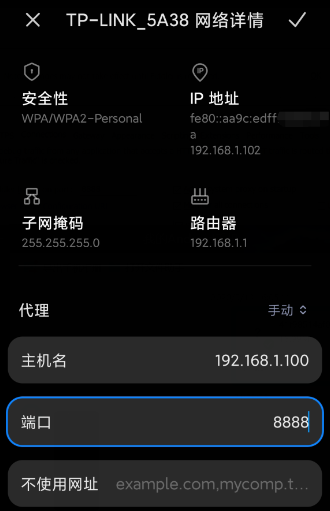 TP-LINK_5A38 网络详情
安全性
WPA/WPA2-Personal
IP 地址
fe80::aa9c:edff
a
192.168.1.102
子网掩码
255.255.255.0
路由器
192.168.1.1
代理
手动
主机名
192.168.1.100
端口
8888
不使用网址
example.com,mycomp.t...